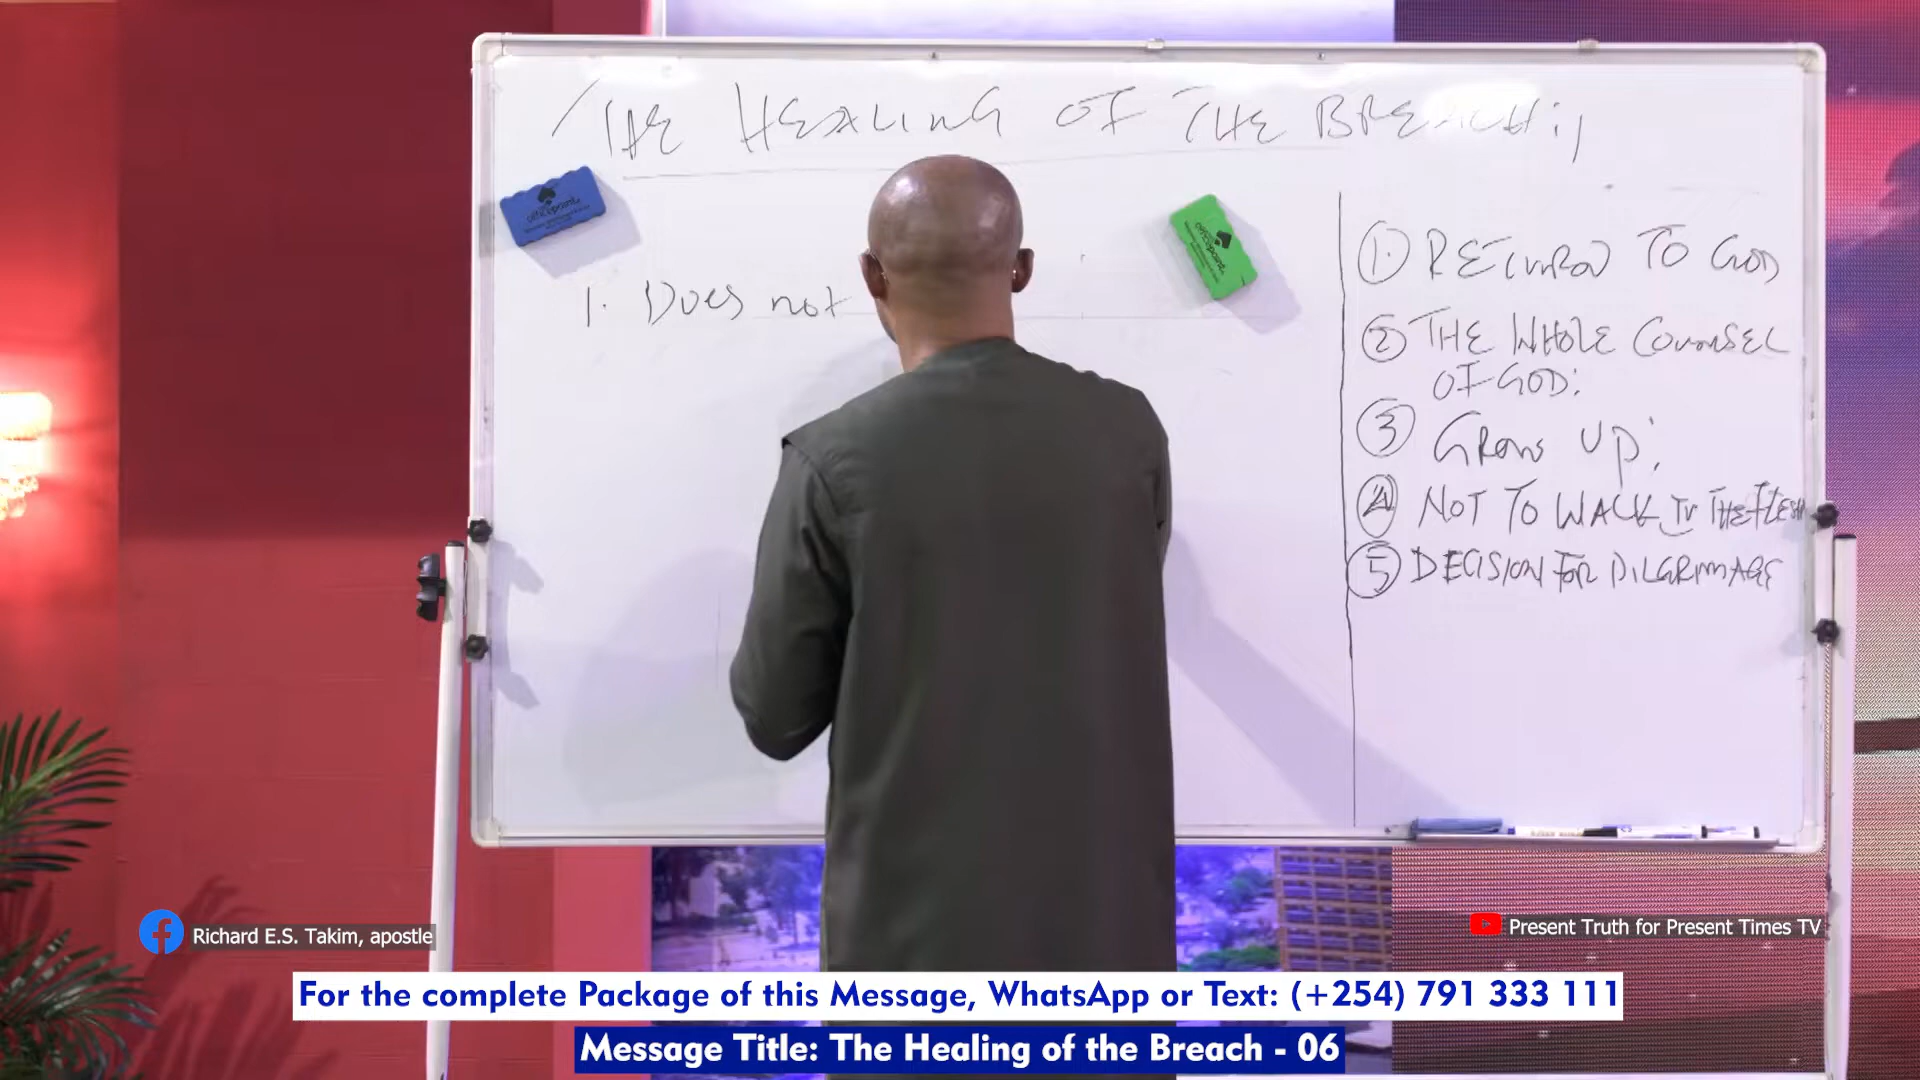 THE HEALING OF THE BREACH:
officepoint
officepoint
1. Does not
1. RETURN TO GOD
2 THE WHOLE COUNSEL
OF GOD:
3 Grow up:
4 NOT TO WALK IN THE FLESH
5 DECISION FOR PILGRIMAGE
Richard E.S. Takim, apostle
Present Truth for Present Times TV
For the complete Package of this Message, WhatsApp or Text: (+254) 791 333 111
Message Title: The Healing of the Breach - 06